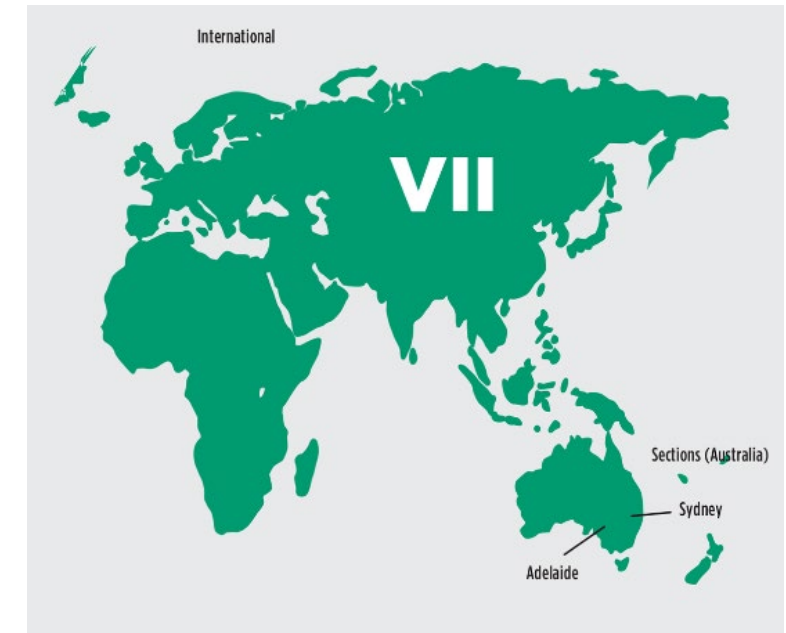 International
VII
Sections (Australia)
Sydney
Adelaide